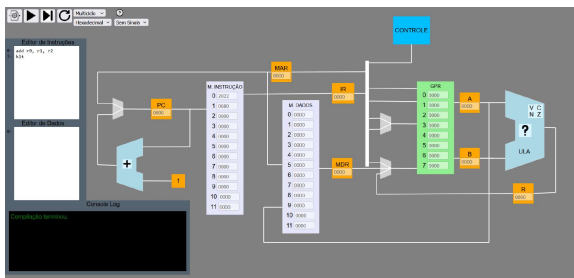 Multiciclo
Hexadecimal
Sem Sinais
Editor de Instruções
0
add r0, r1, r2
1
hlt
Editor de Dados
0
Console Log
Compilação terminou
CONTROLE
MAR
0000
PC
0000
+
1
M. INSTRUÇÃO
0 2022
1 0680
2 0000
3 0000
4 0000
5 0000
6 0000
7 0000
8 0000
9 0000
10 0000
11 0000
IR
0000
M. DADOS
0 0000
1 0000
2 0000
3 0000
4 0000
5 0000
6 0000
7 0000
8 0000
9 0000
10 0000
11 0000
MDR
0000
GPR
0 0000
1 0000
2 0000
3 0000
4 0000
5 0000
6 0000
7 0000
A
0000
B
0000
V C
N Z
?
ULA
R
0000